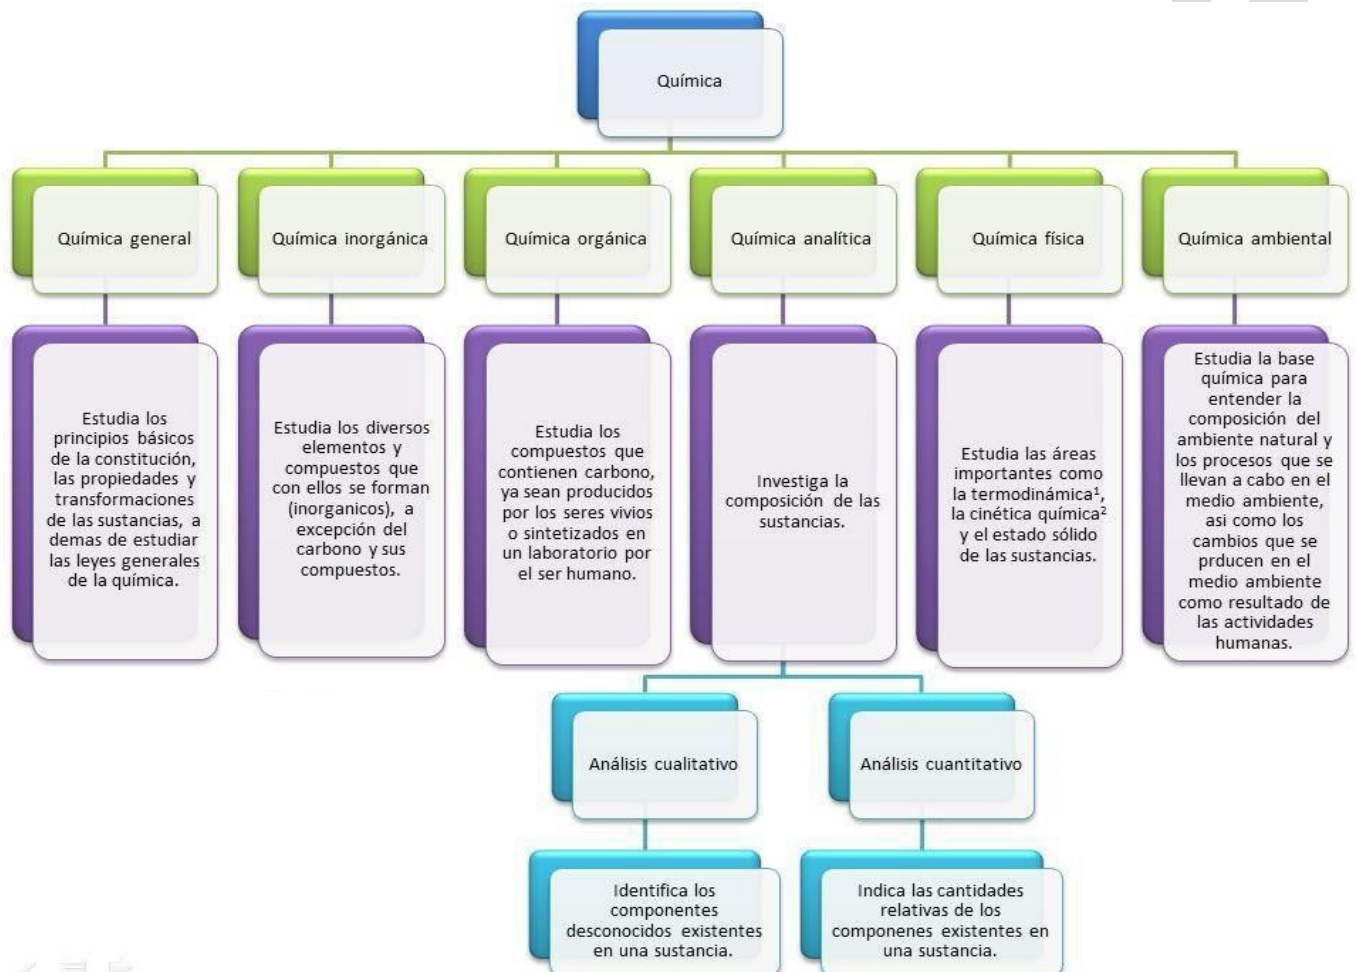 Química
Química general
Química inorgánica
Química orgánica
Química analítica
Química física
Química ambiental
Estudia los
principios básicos
de la constitución,
las propiedades y
transformaciones
de las sustancias, a
demas de estudiar
las leyes generales
de la química.
Estudia los diversos
elementos y
compuestos que
con ellos se forman
(inorganicos), a
excepción del
carbono y sus
compuestos.
Estudia los
compuestos que
contienen carbono,
ya sean producidos
por los seres vivos
o sintetizados en
un laboratorio por
el ser humano.
Investiga la
composición de las
sustancias.
Estudia las áreas
importantes como
la termodinámica¹,
la cinética química²
y el estado sólido
de las sustancias.
Estudia la base
química para
entender la
composición del
ambiente natural y
los procesos que se
llevan a cabo en el
medio ambiente,
asi como los
cambios que se
prducen en el
medio ambiente
como resultado de
las actividades
humanas.
Análisis cualitativo
Análisis cuantitativo
Identifica los
componentes
desconocidos existentes
en una sustancia.
Indica las cantidades
relativas de los
componenes existentes en
una sustancia.